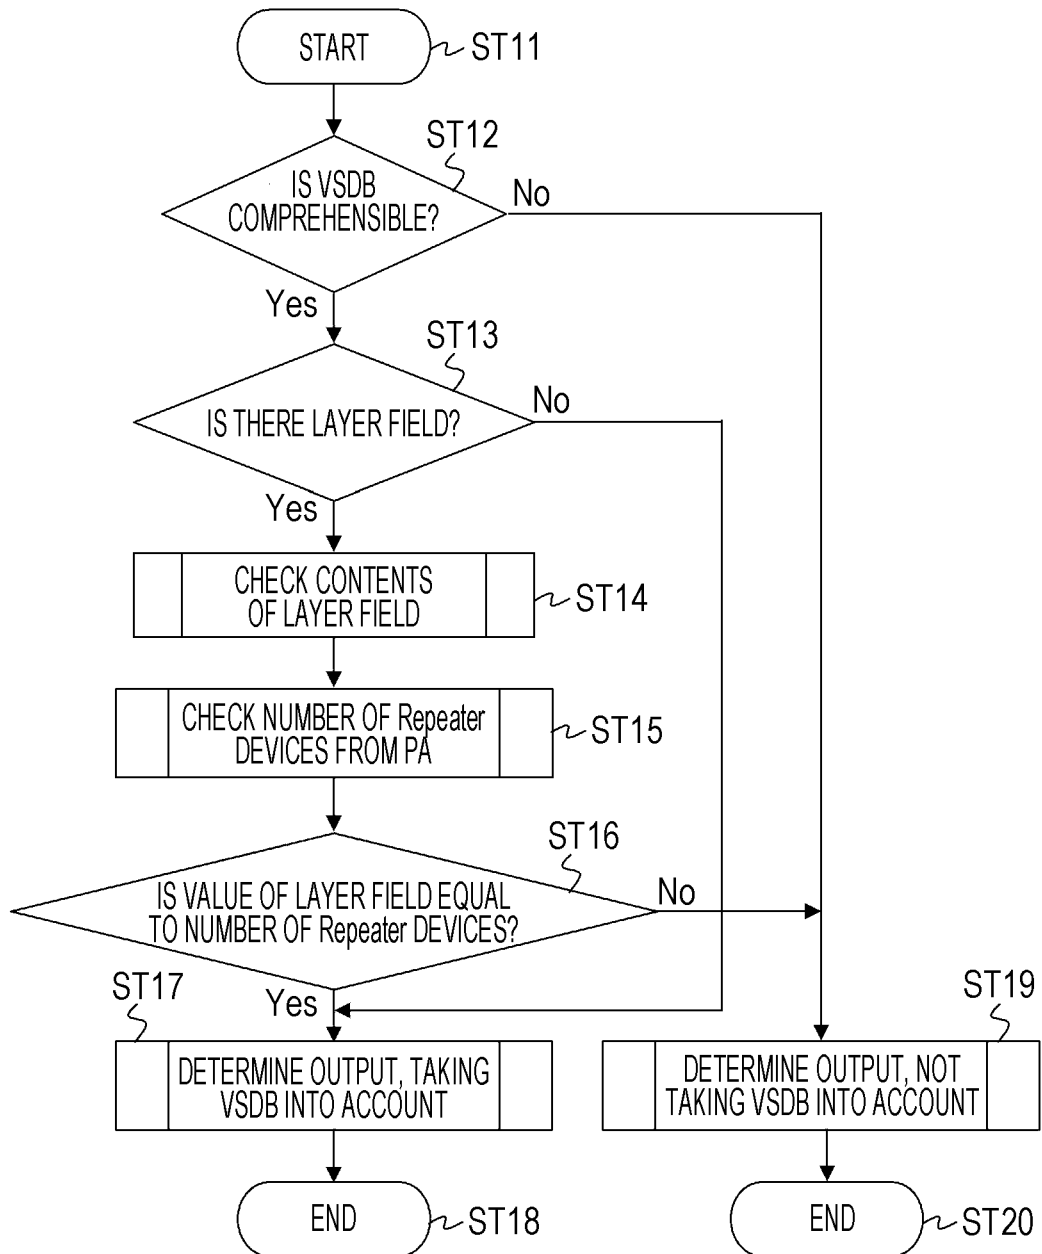 START
ST11
ST12
IS VSDB
COMPREHENSIBLE?
No
Yes
ST13
IS THERE LAYER FIELD?
No
Yes
CHECK CONTENTS
OF LAYER FIELD
ST14
CHECK NUMBER OF Repeater
DEVICES FROM PA
ST15
ST16
IS VALUE OF LAYER FIELD EQUAL
TO NUMBER OF Repeater DEVICES?
No
Yes
ST17
DETERMINE OUTPUT, TAKING
VSDB INTO ACCOUNT
ST19
DETERMINE OUTPUT, NOT
TAKING VSDB INTO ACCOUNT
END
ST18
END
ST20